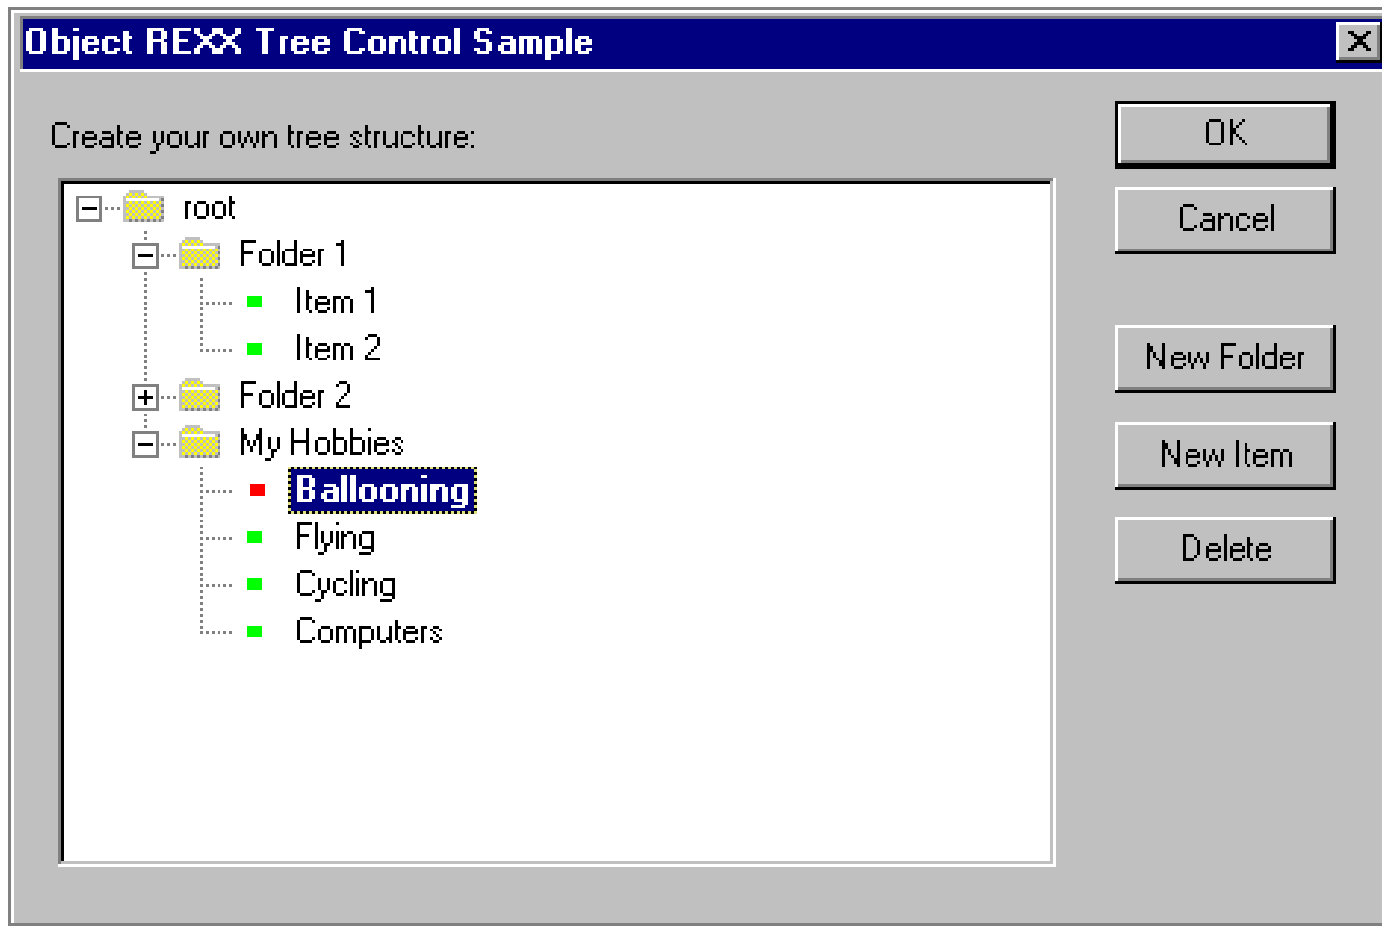 Object REXX Tree Control Sample
Create your own tree structure:
root
Folder 1
Item 1
Item 2
Folder 2
My Hobbies
Ballooning
Flying
Cycling
Computers
OK
Cancel
New Folder
New Item
Delete